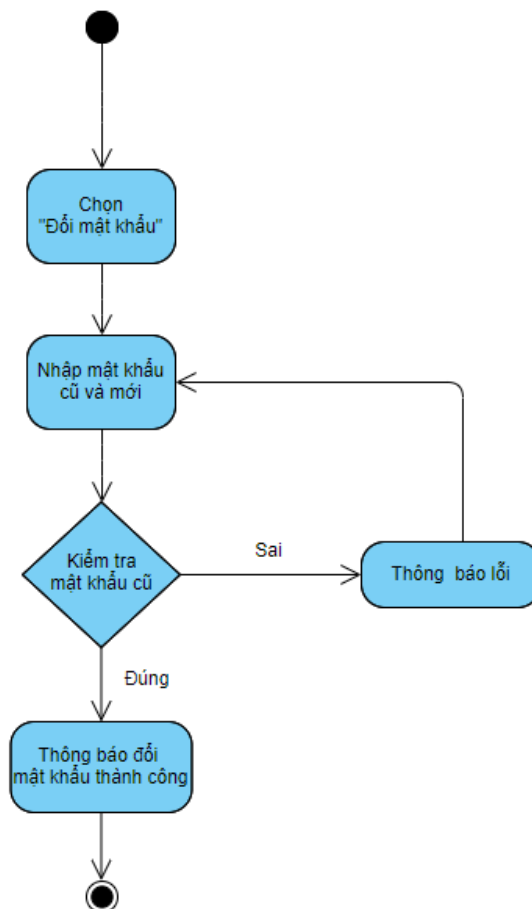 Chọn
"Đổi mật khẩu"
Nhập mật khẩu
cũ và mới
Kiểm tra
mật khẩu cũ
Sai
Thông báo lỗi
Đúng
Thông báo đổi
mật khẩu thành công